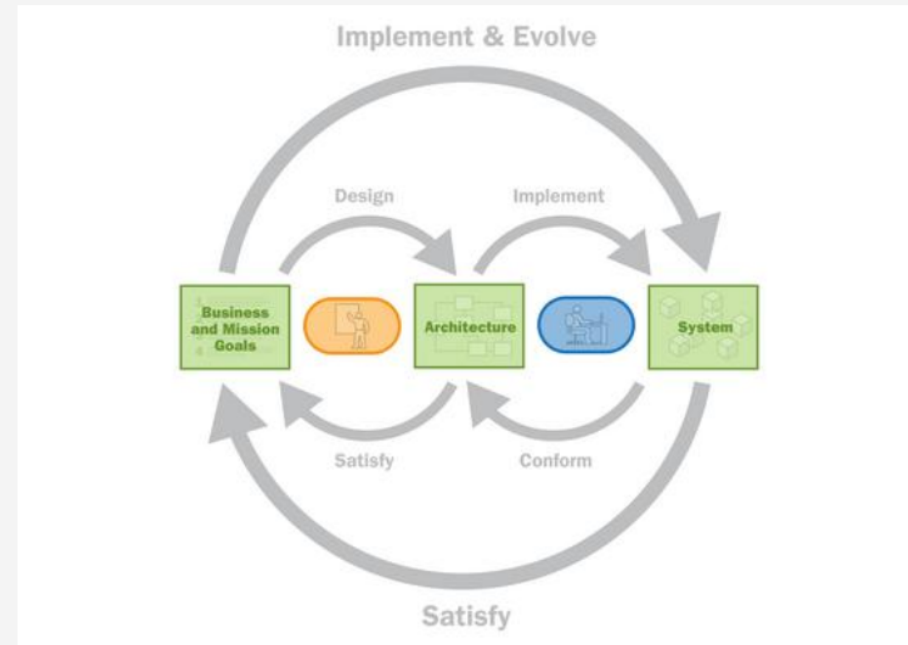 Implement & Evolve
Design
Implement
Business
and Mission
Goals
Architecture
System
Satisfy
Conform
Satisfy